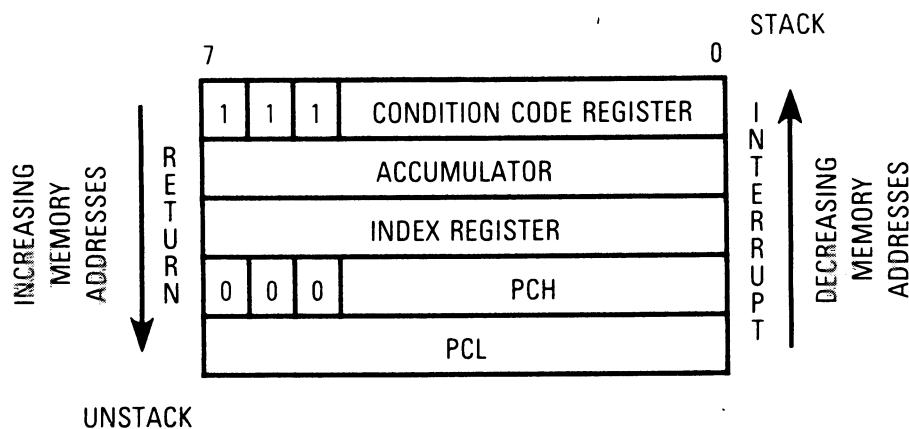 STACK
7 0
1 1 1 CONDITION CODE REGISTER
ACCUMULATOR
INDEX REGISTER
0 0 0 PCH
PCL
INCREASING
MEMORY
ADDRESSES
RETURN
INTERRUPT
DECREASING
MEMORY
ADDRESSES
UNSTACK